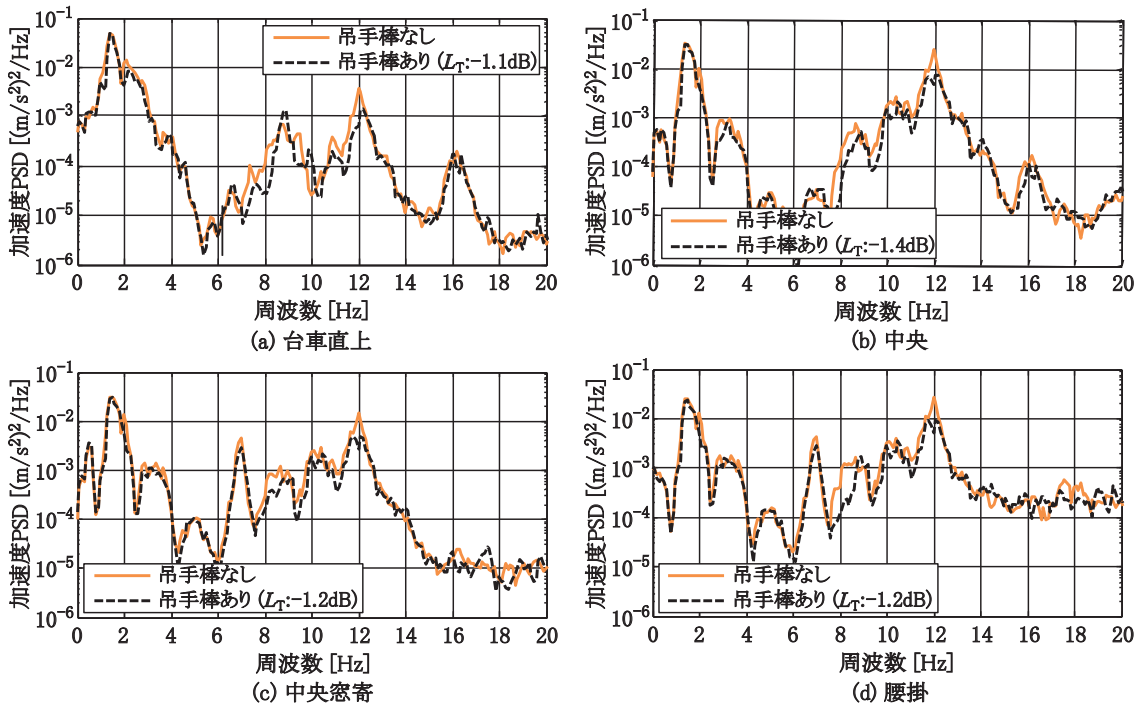 加速度PSD [(m/s²)²/Hz]
10⁻¹
10⁻²
10⁻³
10⁻⁴
10⁻⁵
10⁻⁶
吊手棒なし
吊手棒あり (L_T:−1.1dB)
0 2 4 6 8 10 12 14 16 18 20
周波数 [Hz]
(a) 台車直上
加速度PSD [(m/s²)²/Hz]
10⁻¹
10⁻²
10⁻³
10⁻⁴
10⁻⁵
10⁻⁶
吊手棒なし
吊手棒あり (L_T:−1.4dB)
0 2 4 6 8 10 12 14 16 18 20
周波数 [Hz]
(b) 中央
加速度PSD [(m/s²)²/Hz]
10⁻¹
10⁻²
10⁻³
10⁻⁴
10⁻⁵
10⁻⁶
吊手棒なし
吊手棒あり (L_T:−1.2dB)
0 2 4 6 8 10 12 14 16 18 20
周波数 [Hz]
(c) 中央窓寄
加速度PSD [(m/s²)²/Hz]
10⁻¹
10⁻²
10⁻³
10⁻⁴
10⁻⁵
10⁻⁶
吊手棒なし
吊手棒あり (L_T:−1.2dB)
0 2 4 6 8 10 12 14 16 18 20
周波数 [Hz]
(d) 腰掛